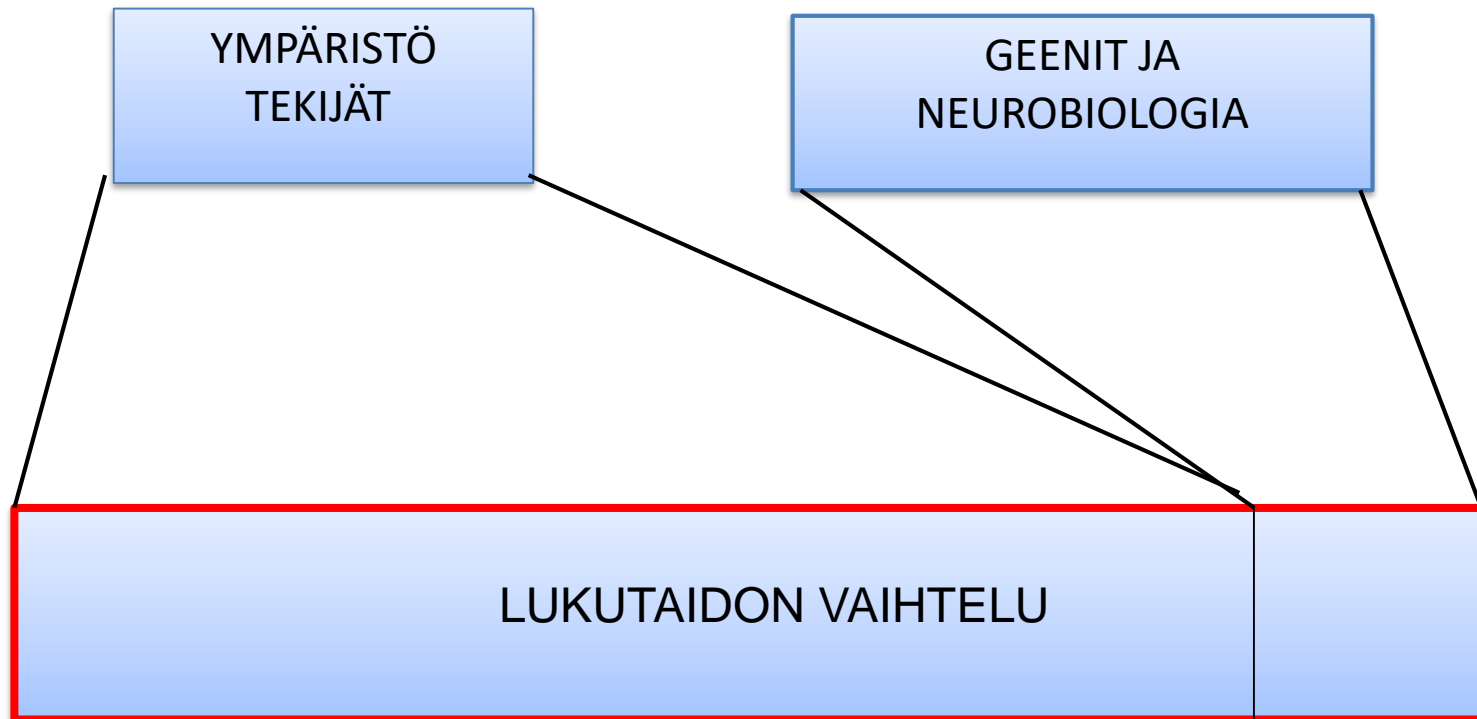 YMPÄRISTÖ
TEKIJÄT
GEENIT JA
NEUROBIOLOGIA
LUKUTAIDON VAIHTELU